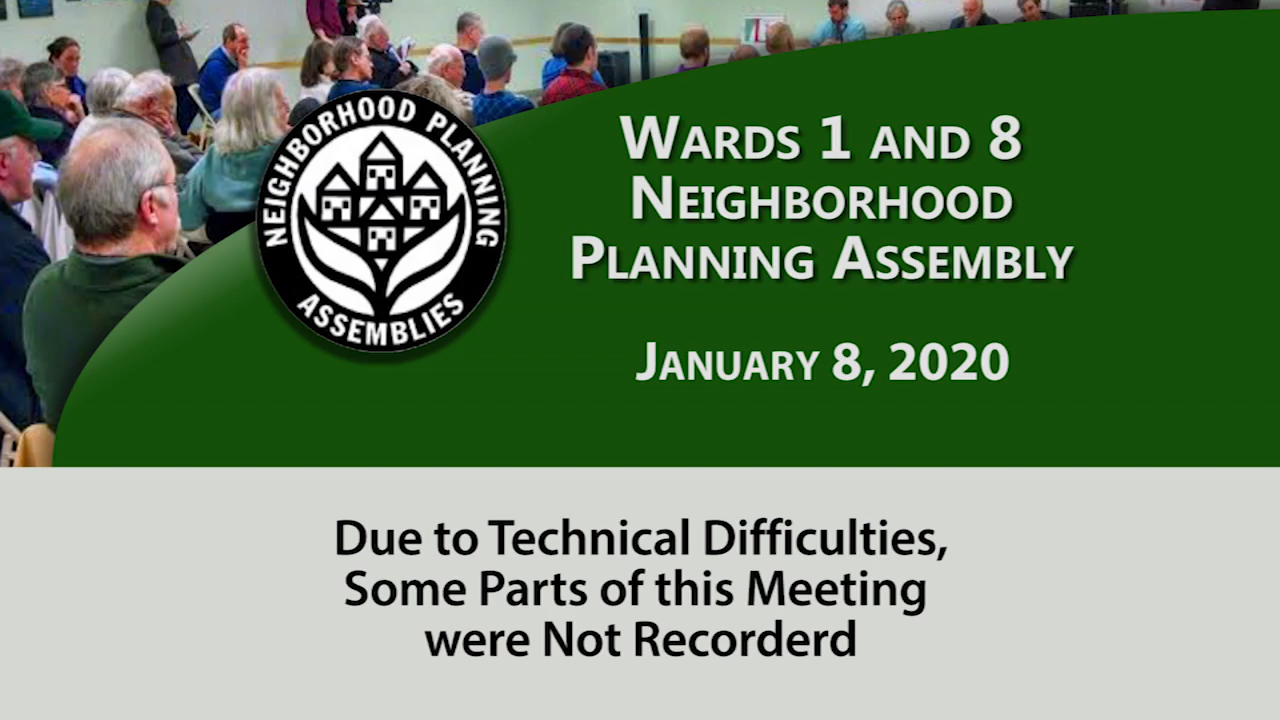 NEIGHBORHOOD PLANNING
ASSEMBLIES
WARDS 1 AND 8
NEIGHBORHOOD
PLANNING ASSEMBLY
JANUARY 8, 2020
Due to Technical Difficulties,
Some Parts of this Meeting
were Not Recorderd